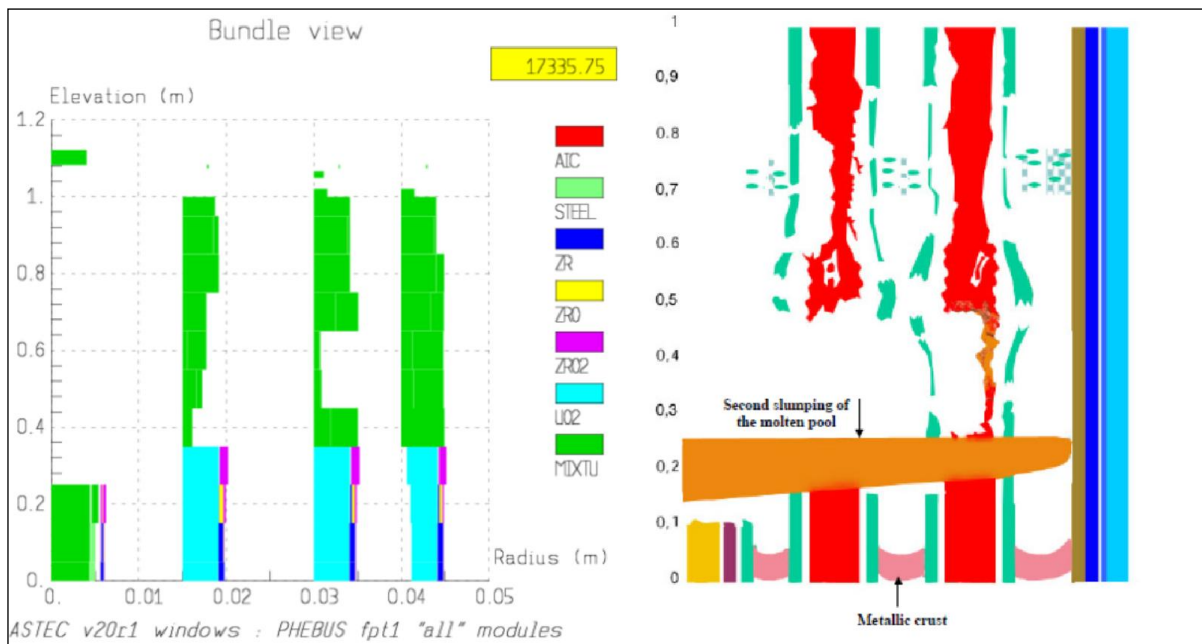 Bundle view
17335.75
Elevation (m)
1.2
1.
0.8
0.6
0.4
0.2
0.
0.
0.01
0.02
0.03
0.04
0.05
Radius (m)
AIC
STEEL
ZR
ZRO
ZRO2
UO2
MIXTU
ASTEC v20r1 windows : PHEBUS fpt1 "all" modules
1
0,9
0,8
0,7
0,6
0,5
0,4
0,3
0,2
0,1
0
Second slumping of
the molten pool
Metallic crust